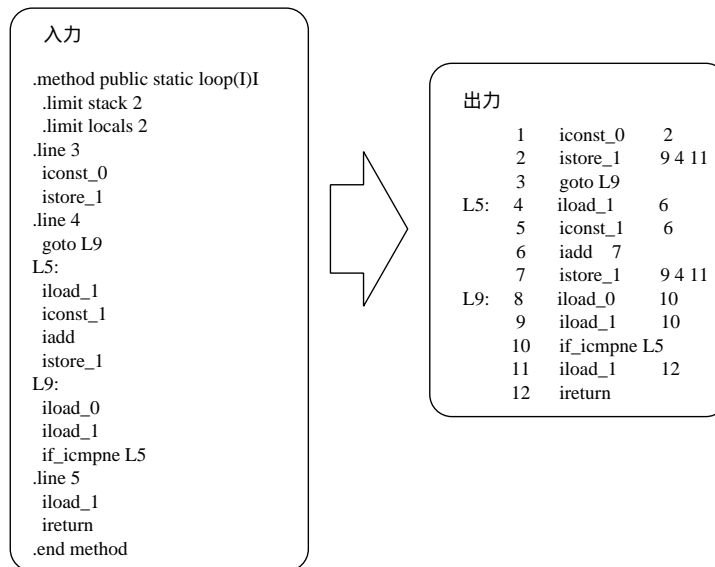 入力
.method public static loop(I)I
.limit stack 2
.limit locals 2
.line 3
iconst_0
istore_1
.line 4
goto L9
L5:
iload_1
iconst_1
iadd
istore_1
L9:
iload_0
iload_1
if_icmpne L5
.line 5
iload_1
ireturn
.end method
出力
1 iconst_0 2
2 istore_1 9 4 11
3 goto L9
L5: 4 iload_1 6
5 iconst_1 6
6 iadd 7
7 istore_1 9 4 11
L9: 8 iload_0 10
9 iload_1 10
10 if_icmpne L5
11 iload_1 12
12 ireturn